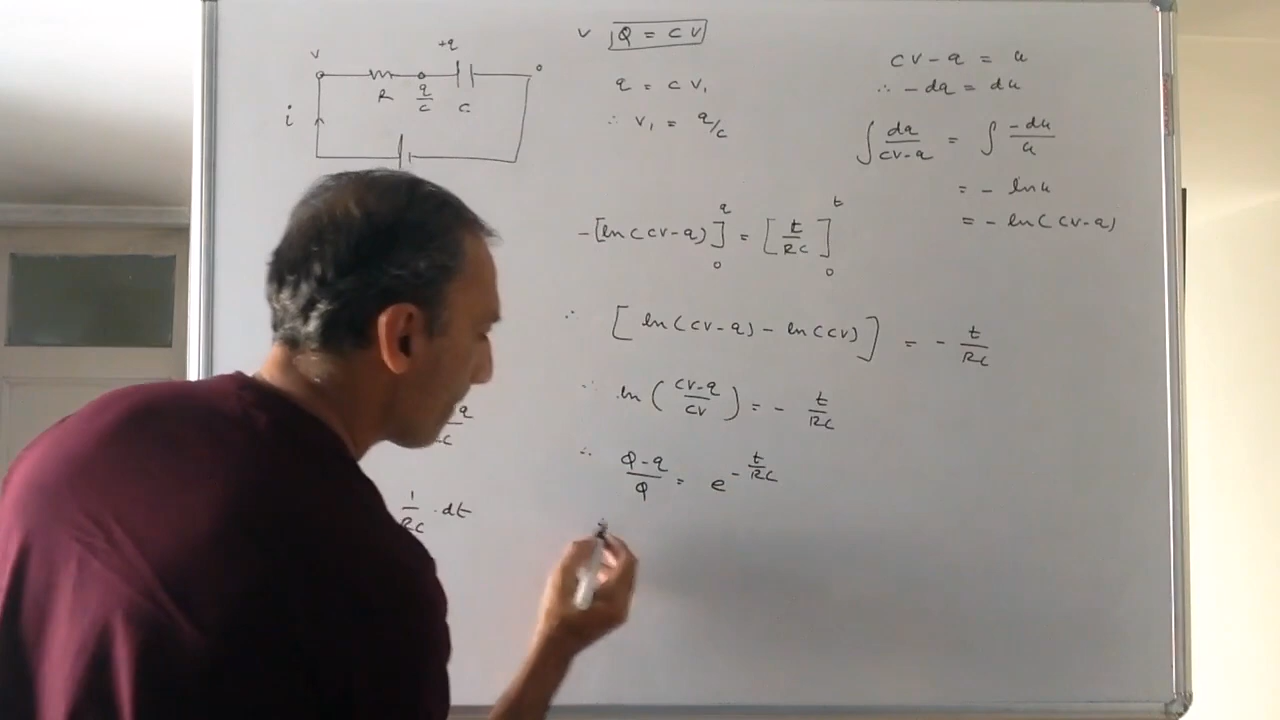 V
+q
0
R
q/C
C
i
q/C
1/RC · dt
V Q = CV
q = CV₁
∴ V₁ = q/C
-[ln(CV-q)]₀^q = [t/RC]₀^t
∴ [ln(CV-q) - ln(CV)] = - t/RC
∴ ln((CV-q)/CV) = - t/RC
∴ (Q-q)/Q = e^(-t/RC)
∴
CV-q = u
∴ -dq = du
∫ dq/(CV-q) = ∫ -du/u
= - ln u
= - ln(CV-q)